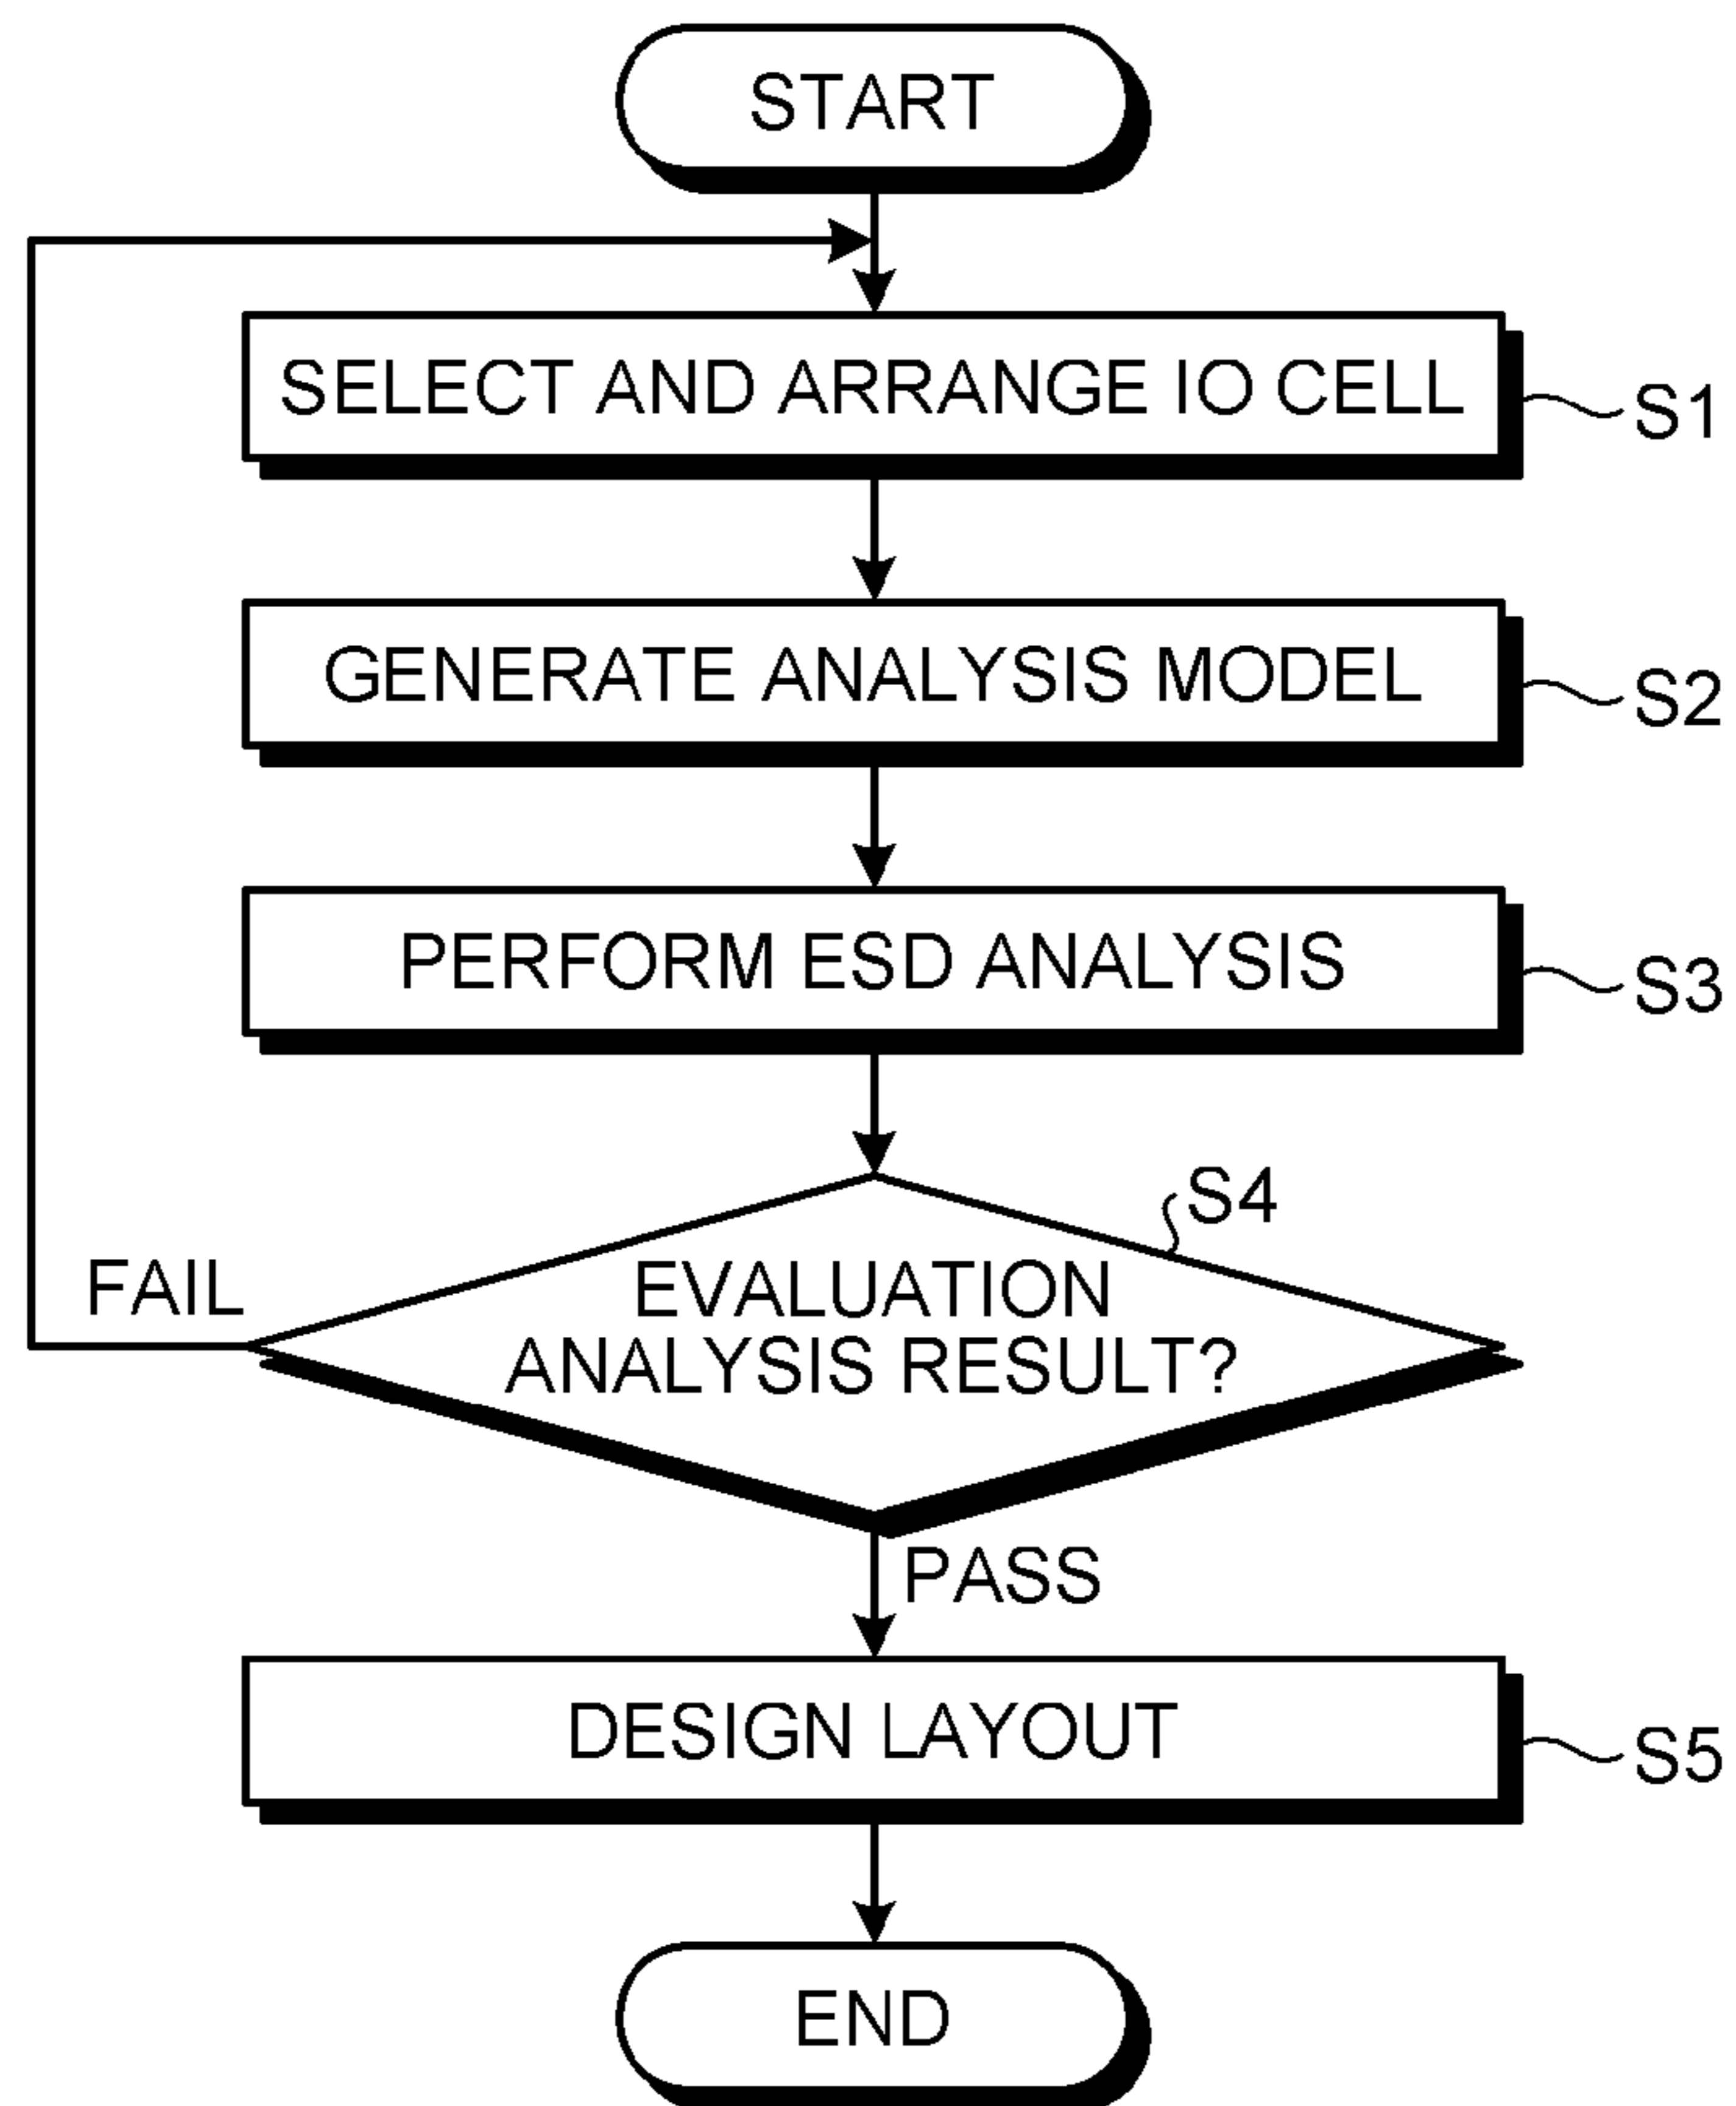 START
SELECT AND ARRANGE IO CELL
S1
GENERATE ANALYSIS MODEL
S2
PERFORM ESD ANALYSIS
S3
S4
FAIL
EVALUATION
ANALYSIS RESULT?
PASS
DESIGN LAYOUT
S5
END